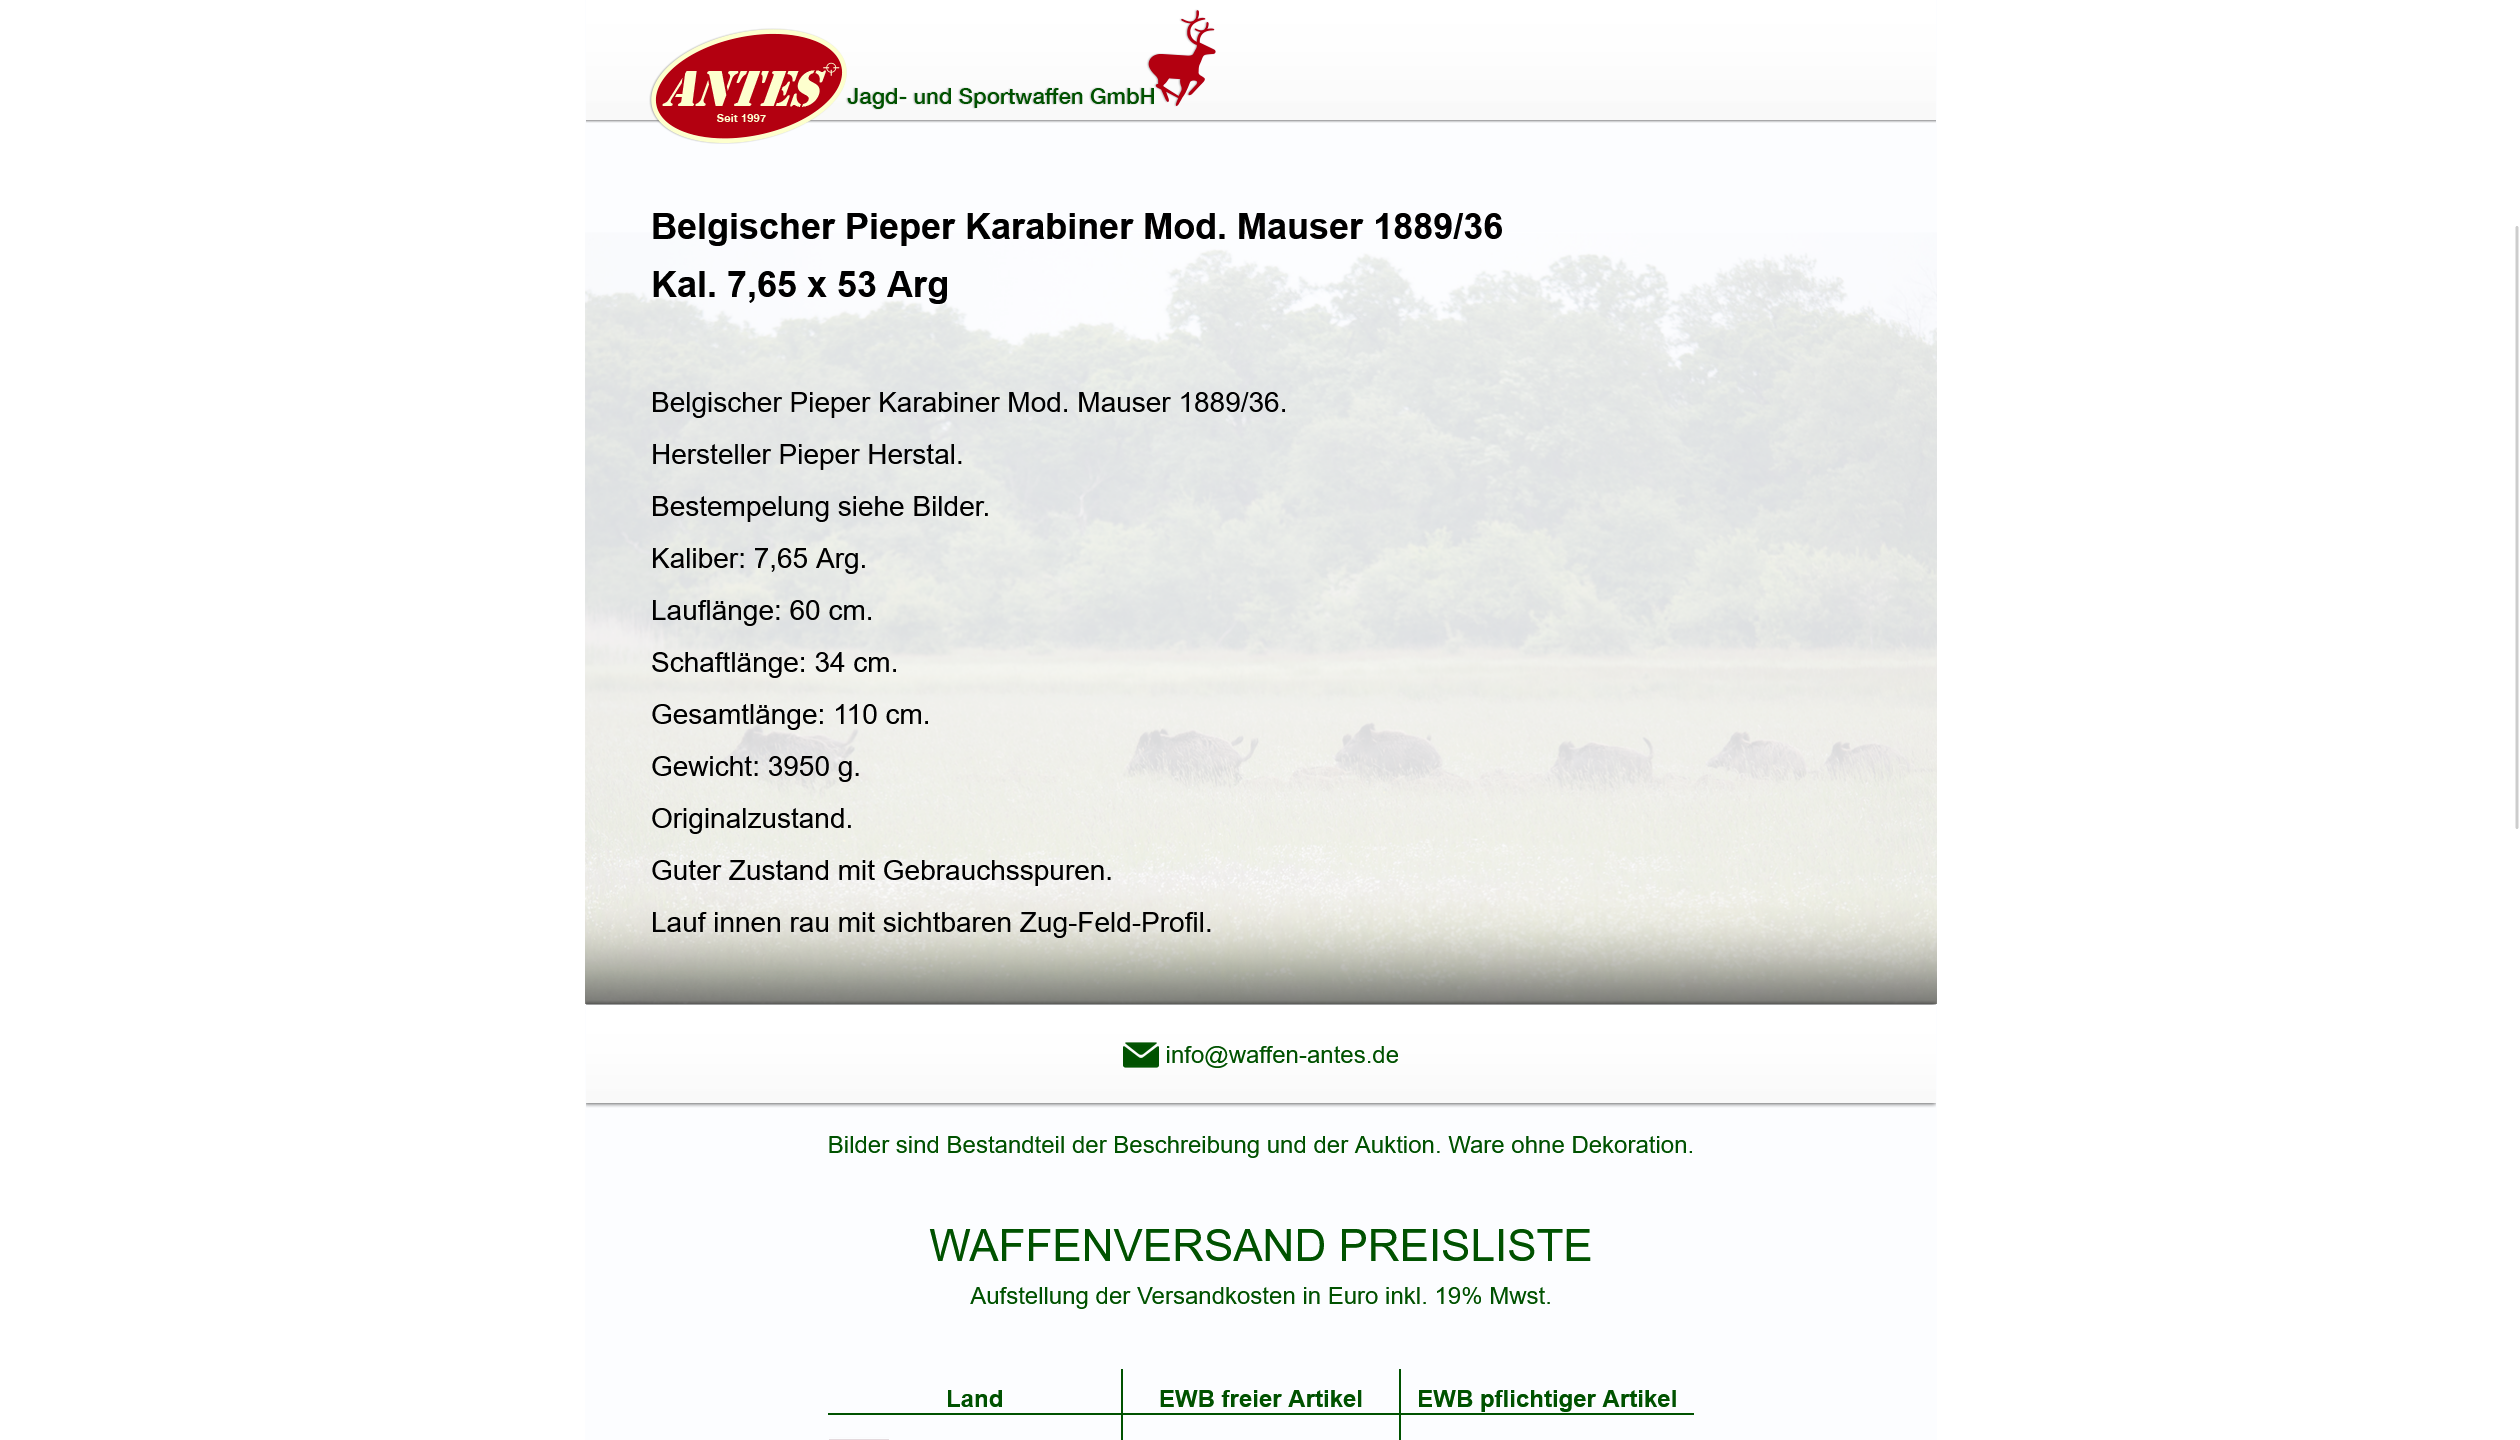 ANTES
Seit 1997
Jagd- und Sportwaffen GmbH
Belgischer Pieper Karabiner Mod. Mauser 1889/36
Kal. 7,65 x 53 Arg
Belgischer Pieper Karabiner Mod. Mauser 1889/36.
Hersteller Pieper Herstal.
Bestempelung siehe Bilder.
Kaliber: 7,65 Arg.
Lauflänge: 60 cm.
Schaftlänge: 34 cm.
Gesamtlänge: 110 cm.
Gewicht: 3950 g.
Originalzustand.
Guter Zustand mit Gebrauchsspuren.
Lauf innen rau mit sichtbaren Zug-Feld-Profil.
info@waffen-antes.de
Bilder sind Bestandteil der Beschreibung und der Auktion. Ware ohne Dekoration.
WAFFENVERSAND PREISLISTE
Aufstellung der Versandkosten in Euro inkl. 19% Mwst.
Land EWB freier Artikel EWB pflichtiger Artikel